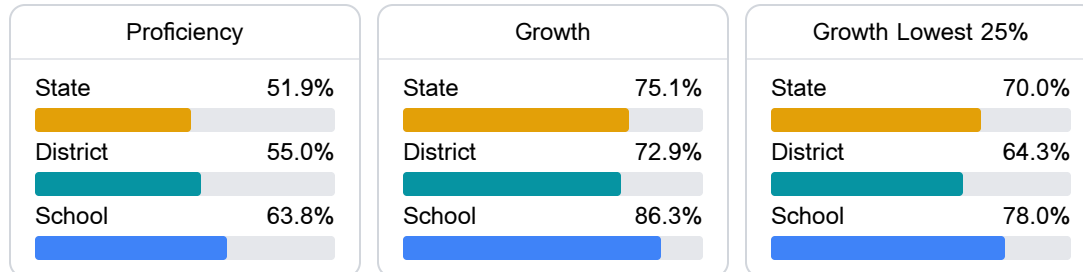 Proficiency
State 51.9%
District 55.0%
School 63.8%
Growth
State 75.1%
District 72.9%
School 86.3%
Growth Lowest 25%
State 70.0%
District 64.3%
School 78.0%